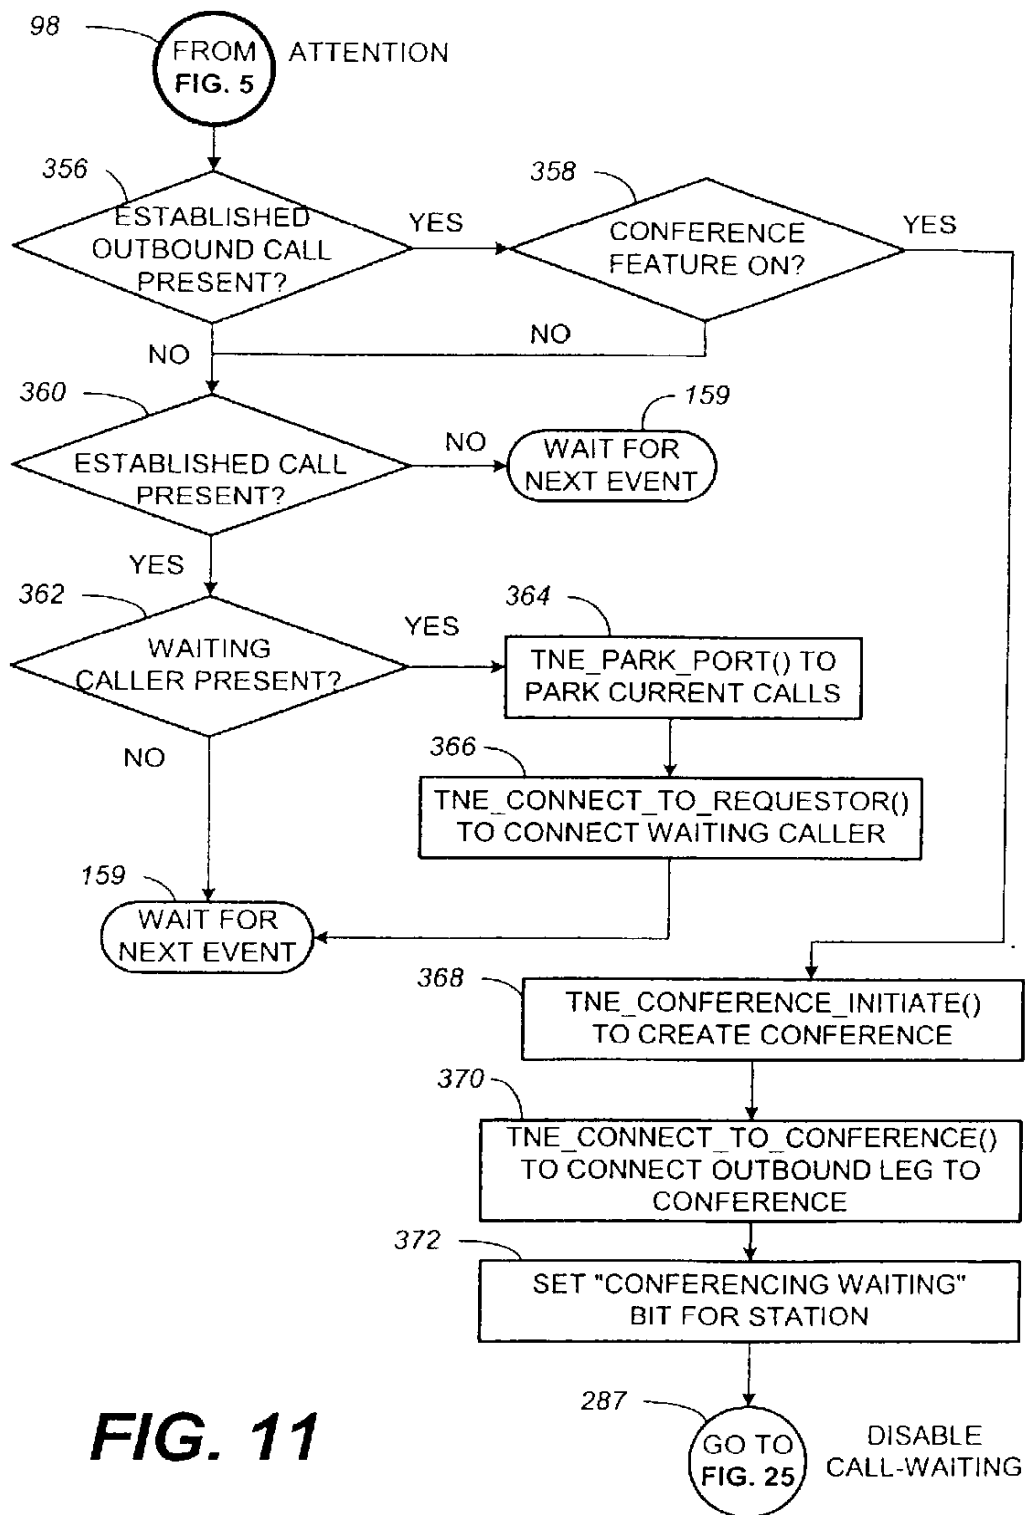 98
FROM
FIG. 5
ATTENTION
356
ESTABLISHED
OUTBOUND CALL
PRESENT?
YES
358
CONFERENCE
FEATURE ON?
YES
NO
NO
360
ESTABLISHED CALL
PRESENT?
NO
159
WAIT FOR
NEXT EVENT
YES
362
WAITING
CALLER PRESENT?
YES
364
TNE_PARK_PORT() TO
PARK CURRENT CALLS
NO
366
TNE_CONNECT_TO_REQUESTOR()
TO CONNECT WAITING CALLER
159
WAIT FOR
NEXT EVENT
368
TNE_CONFERENCE_INITIATE()
TO CREATE CONFERENCE
370
TNE_CONNECT_TO_CONFERENCE()
TO CONNECT OUTBOUND LEG TO
CONFERENCE
372
SET "CONFERENCING WAITING"
BIT FOR STATION
287
GO TO
FIG. 25
DISABLE
CALL-WAITING
FIG. 11